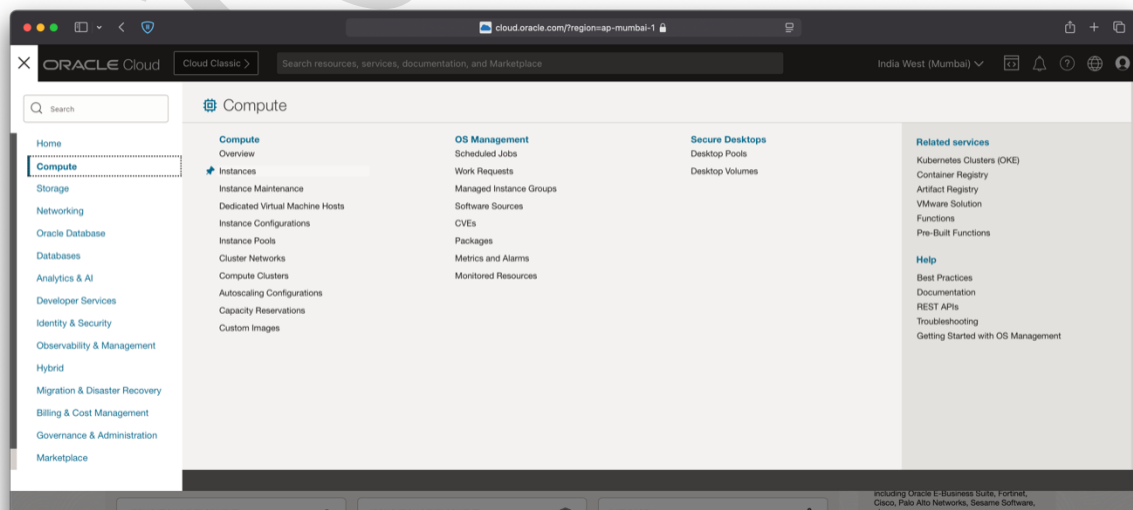 cloud.oracle.com/?region=ap-mumbai-1
ORACLE Cloud
Cloud Classic >
Search resources, services, documentation, and Marketplace
India West (Mumbai)
Search
Home
Compute
Storage
Networking
Oracle Database
Databases
Analytics & AI
Developer Services
Identity & Security
Observability & Management
Hybrid
Migration & Disaster Recovery
Billing & Cost Management
Governance & Administration
Marketplace
Compute
Compute
Overview
Instances
Instance Maintenance
Dedicated Virtual Machine Hosts
Instance Configurations
Instance Pools
Cluster Networks
Compute Clusters
Autoscaling Configurations
Capacity Reservations
Custom Images
OS Management
Scheduled Jobs
Work Requests
Managed Instance Groups
Software Sources
CVEs
Packages
Metrics and Alarms
Monitored Resources
Secure Desktops
Desktop Pools
Desktop Volumes
Related services
Kubernetes Clusters (OKE)
Container Registry
Artifact Registry
VMware Solution
Functions
Pre-Built Functions
Help
Best Practices
Documentation
REST APIs
Troubleshooting
Getting Started with OS Management
including Oracle E-Business Suite, Fortinet,
Cisco, Palo Alto Networks, Sesame Software,